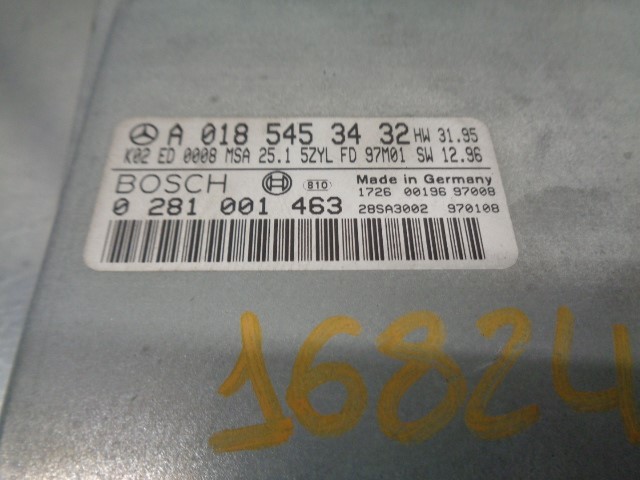 A 018 545 34 32 HW 31.95
K02 ED 0008 MSA 25.1 5ZYL FD 97M01 SW 12.96
BOSCH 810 Made in Germany
1726 00196 97008
0 281 001 463 28SA3002 970108
16824